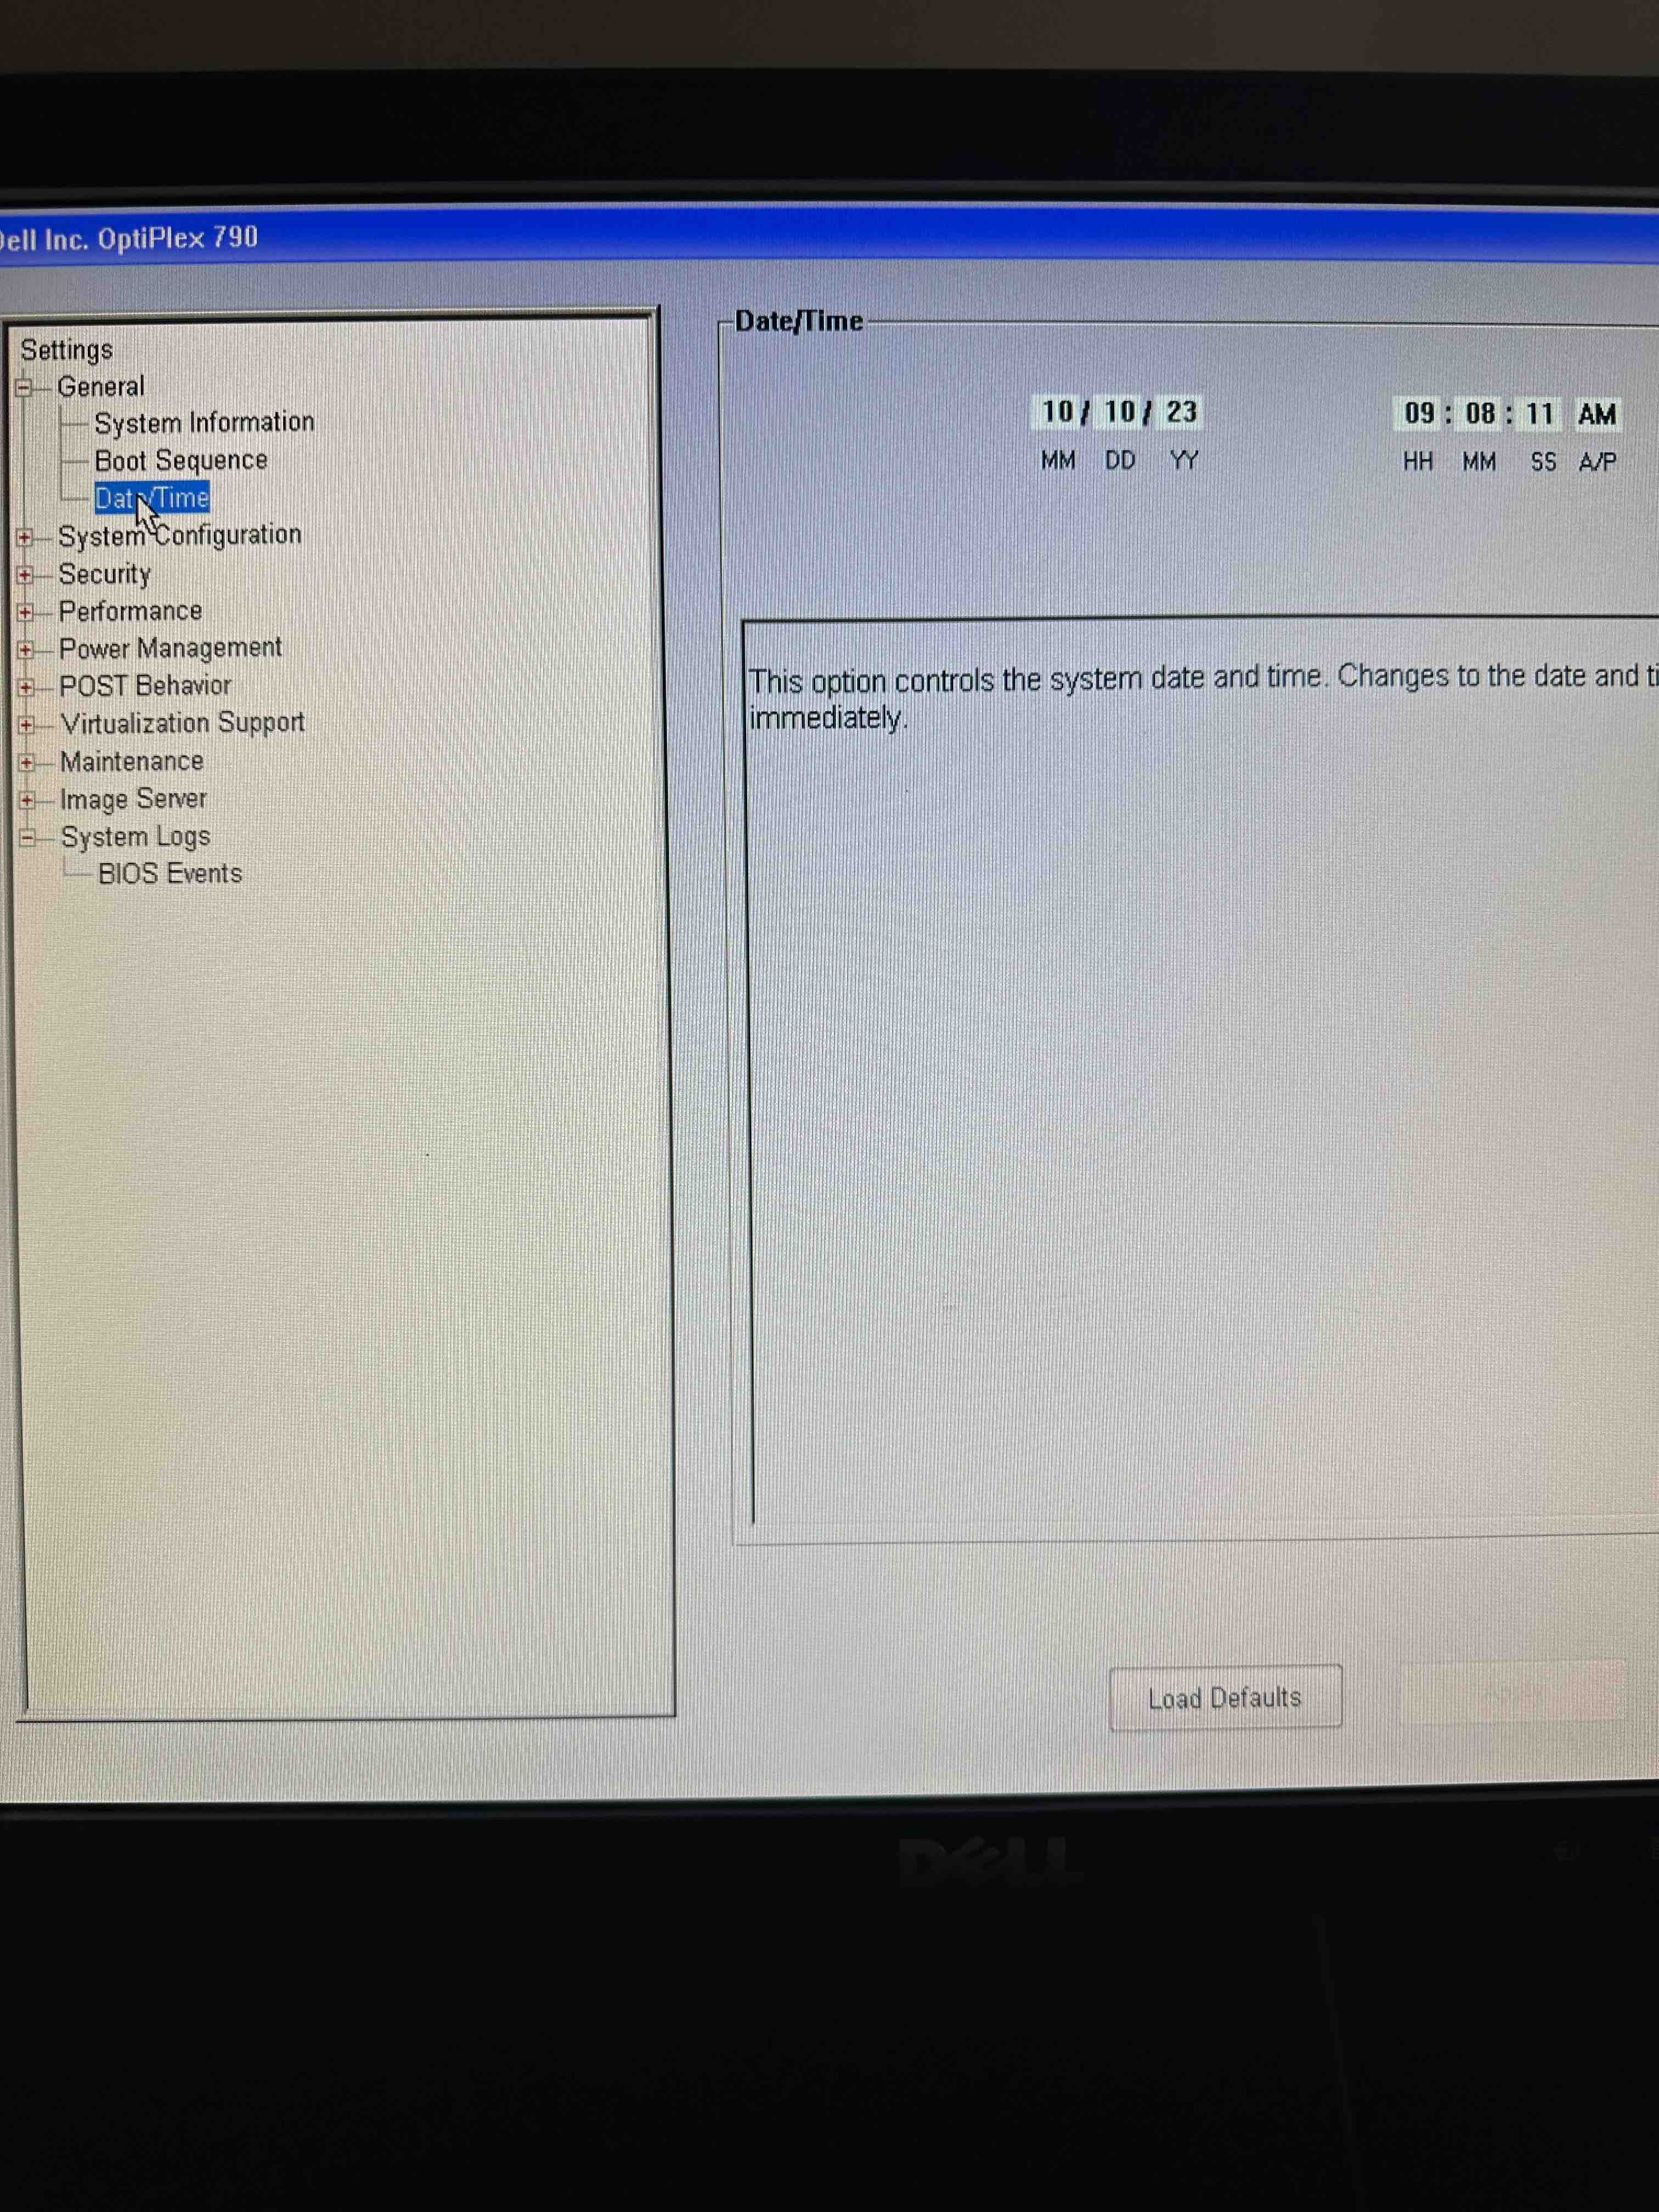 Dell Inc. OptiPlex 790
Settings
General
System Information
Boot Sequence
Date/Time
System Configuration
Security
Performance
Power Management
POST Behavior
Virtualization Support
Maintenance
Image Server
System Logs
BIOS Events
Date/Time
10 / 10 / 23 09 : 08 : 11 AM
MM DD YY HH MM SS A/P
This option controls the system date and time. Changes to the date and ti
immediately.
Load Defaults
DELL